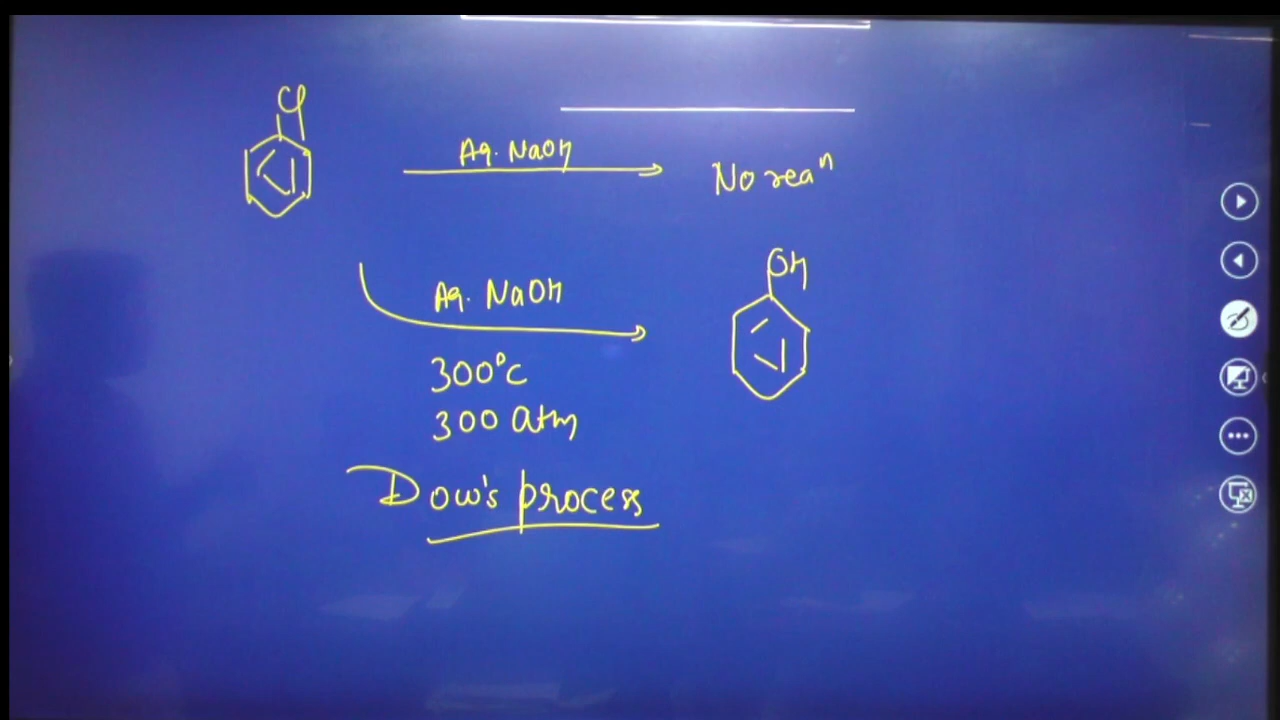 Cl
Aq. NaOH
No reaⁿ
OH
Aq. NaOH
300°C
300 atm
Dow's process